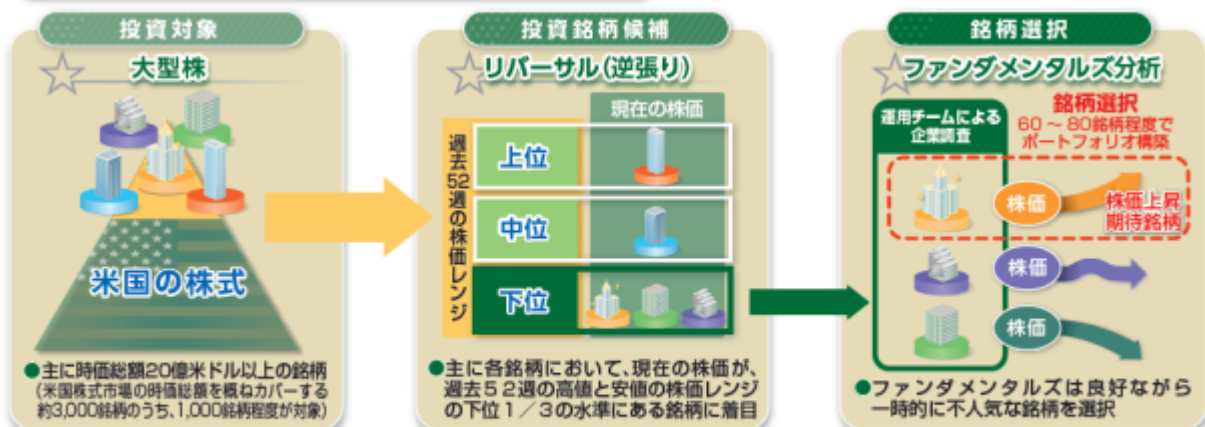 投資対象
大型株
米国の株式
●主に時価総額20億米ドル以上の銘柄
(米国株式市場の時価総額を概ねカバーする
約3,000銘柄のうち、1,000銘柄程度が対象)
投資銘柄候補
リバーサル(逆張り)
現在の株価
過去52週の株価レンジ
上位
中位
下位
●主に各銘柄において、現在の株価が、
過去52週の高値と安値の株価レンジ
の下位1/3の水準にある銘柄に着目
銘柄選択
ファンダメンタルズ分析
運用チームによる
企業調査
銘柄選択
60～80銘柄程度で
ポートフォリオ構築
株価
株価上昇
期待銘柄
株価
株価
●ファンダメンタルズは良好ながら
一時的に不人気な銘柄を選択